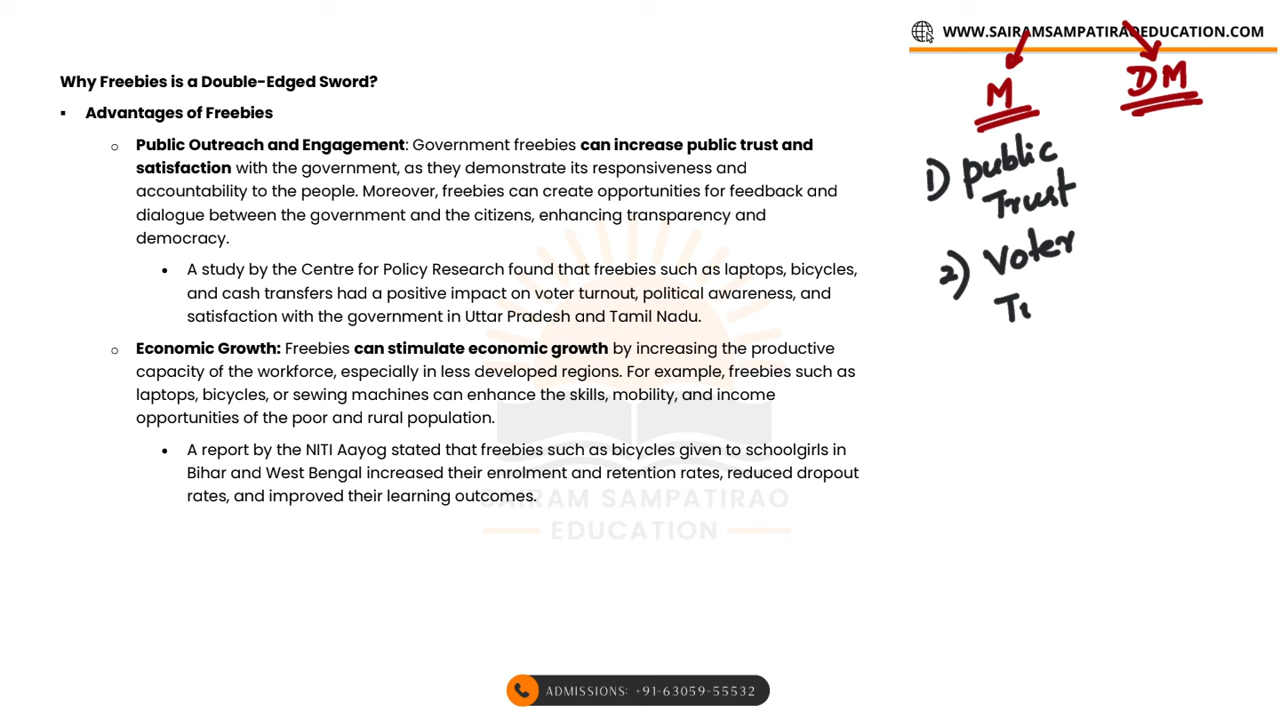 WWW.SAIRAMSAMPATIRAOEDUCATION.COM
M
DM
Why Freebies is a Double-Edged Sword?
▪ Advantages of Freebies
○ Public Outreach and Engagement: Government freebies can increase public trust and
satisfaction with the government, as they demonstrate its responsiveness and
accountability to the people. Moreover, freebies can create opportunities for feedback and
dialogue between the government and the citizens, enhancing transparency and
democracy.
• A study by the Centre for Policy Research found that freebies such as laptops, bicycles,
and cash transfers had a positive impact on voter turnout, political awareness, and
satisfaction with the government in Uttar Pradesh and Tamil Nadu.
○ Economic Growth: Freebies can stimulate economic growth by increasing the productive
capacity of the workforce, especially in less developed regions. For example, freebies such as
laptops, bicycles, or sewing machines can enhance the skills, mobility, and income
opportunities of the poor and rural population.
• A report by the NITI Aayog stated that freebies such as bicycles given to schoolgirls in
Bihar and West Bengal increased their enrolment and retention rates, reduced dropout
rates, and improved their learning outcomes.
1) public
Trust
2) Voter
SAIRAM SAMPATIRAO
EDUCATION
ADMISSIONS: +91-63059-55532